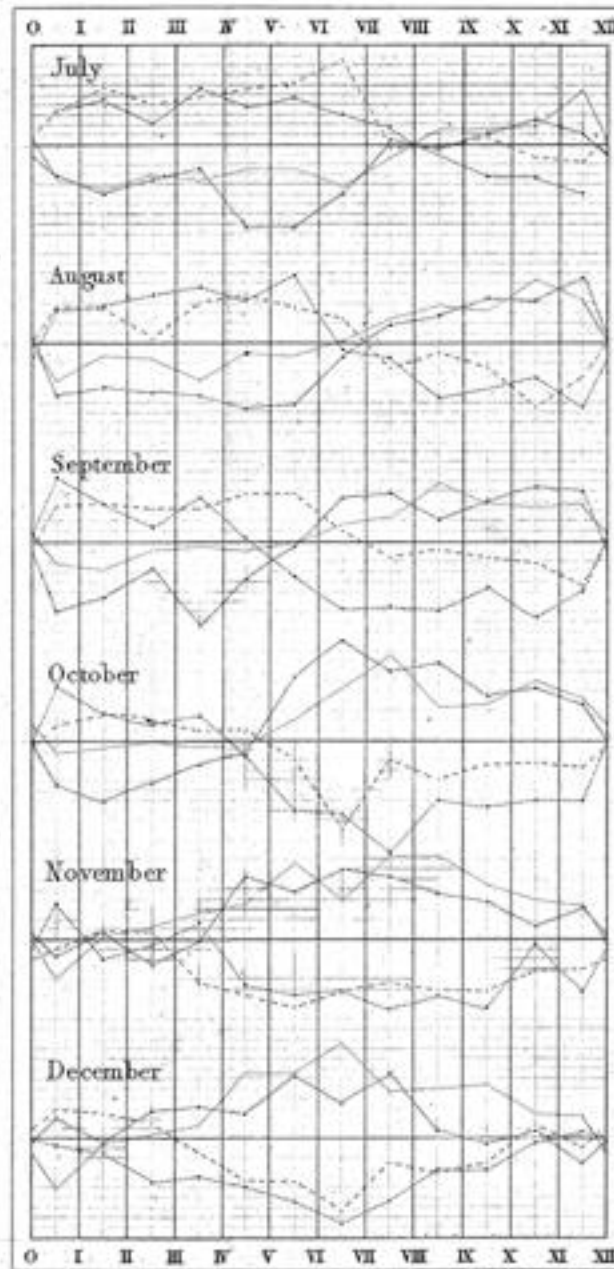 O I II III IV V VI VII VIII IX X XI XII
July
August
September
October
November
December
O I II III IV V VI VII VIII IX X XI XII